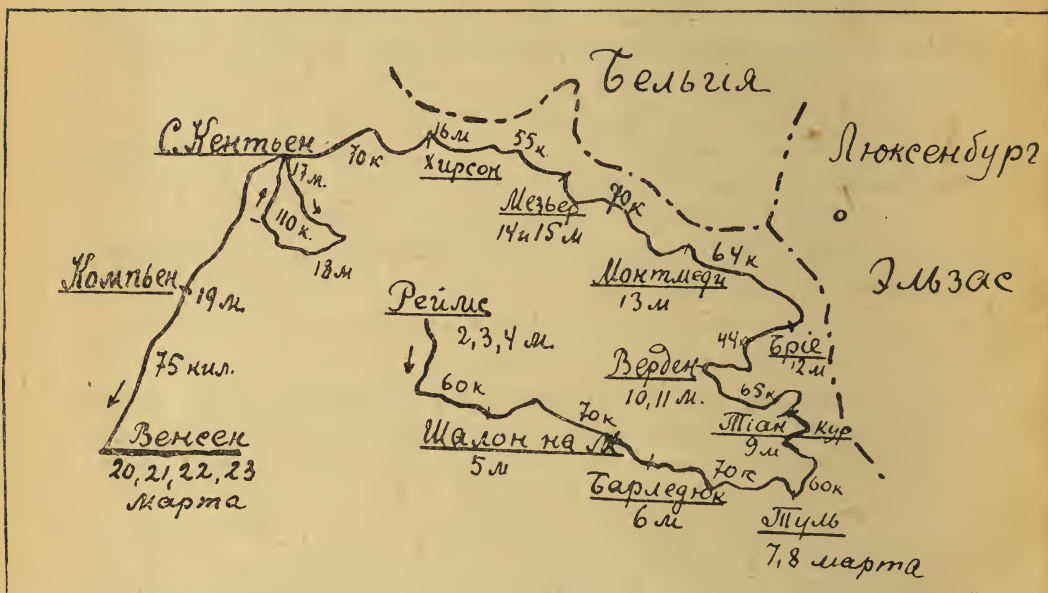 Бельгия
Люксенбург
Эльзас
С. Кентьен
17 м.
70 к
16 м
Хирсон
55 к.
Мезьер
14 и 15 м
70 к
Монтмеди
13 м
64 к
110 к.
18 м
Компьен
19 м.
75 кил.
Венсен
20, 21, 22, 23
марта
Реймс
2, 3, 4 м.
60 к
Шалон на М
5 м
70 к
Барледюк
6 м
70 к
Туль
7, 8 марта
60 к
Тіан кур
9 м
65 к
Верден
10, 11 м.
44 к
Бріе
12 м